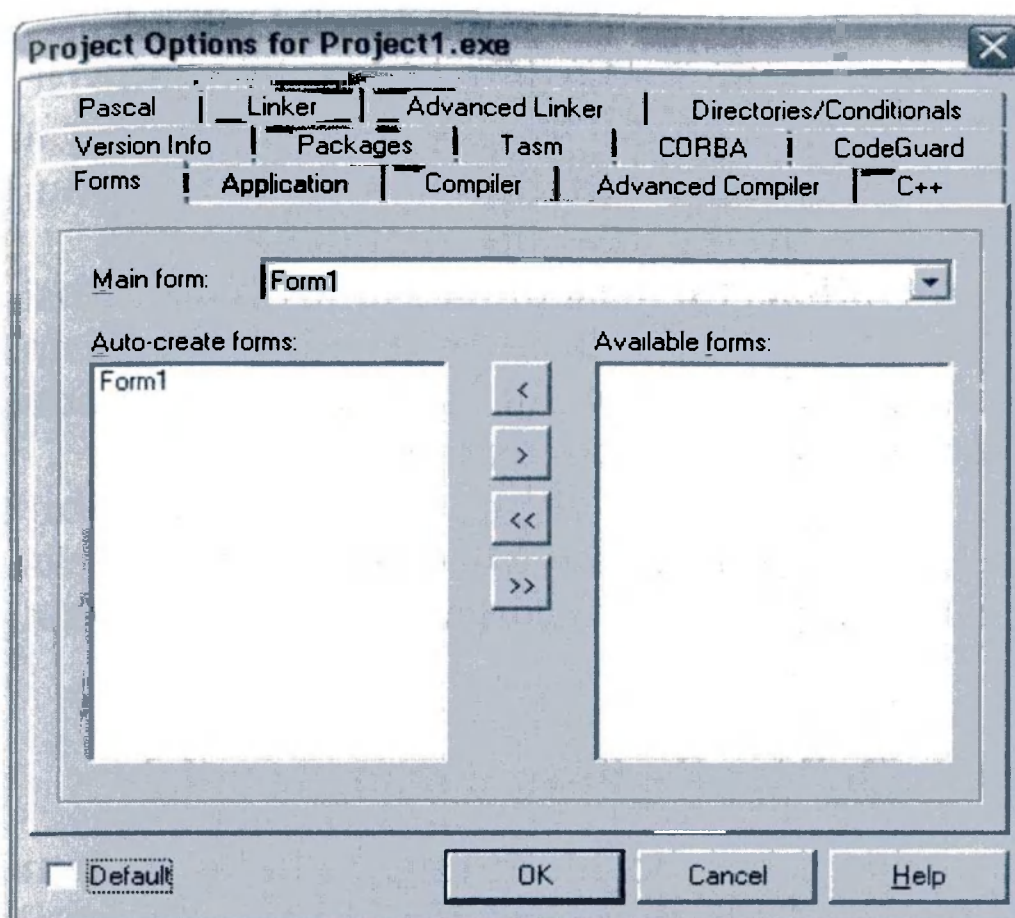 Project Options for Project1.exe
Pascal Linker Advanced Linker Directories/Conditionals
Version Info Packages Tasm CORBA CodeGuard
Forms Application Compiler Advanced Compiler C++
Main form: Form1
Auto-create forms: Available forms:
Form1
<
>
<<
>>
Default OK Cancel Help